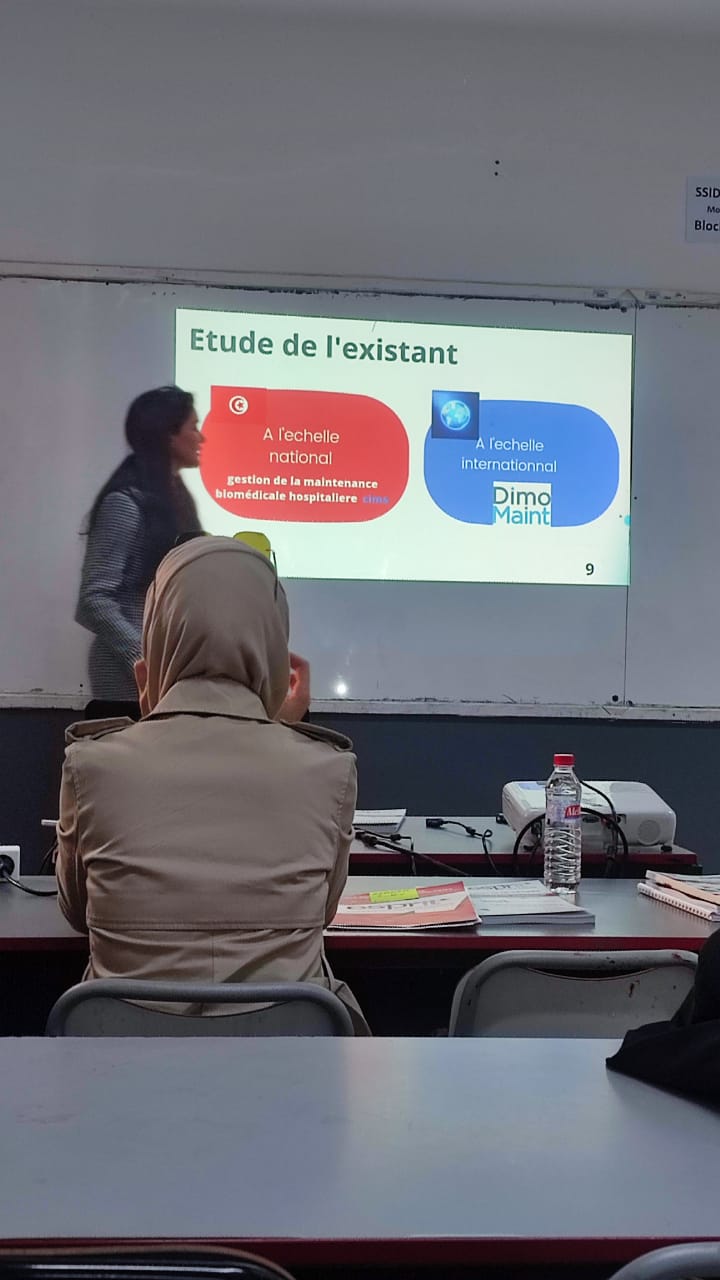 SSID
Mo
Bloc
Etude de l'existant
A l'echelle
national
gestion de la maintenance
biomédicale hospitaliere cims
A l'echelle
internationnal
Dimo
Maint
9